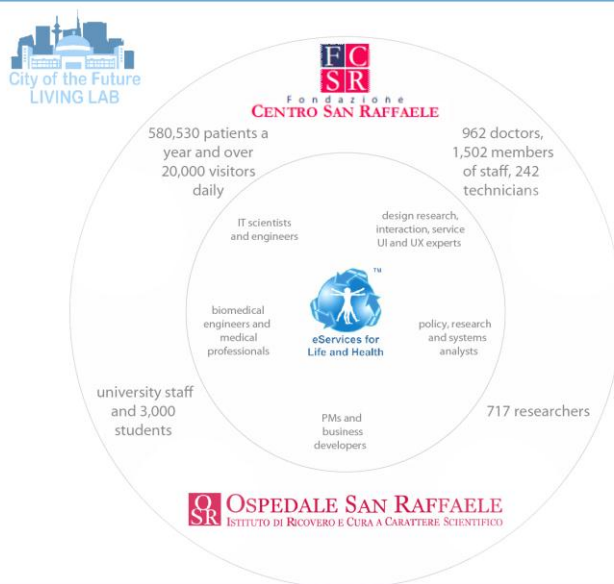 City of the Future
LIVING LAB
FC
SR
Fondazione
CENTRO SAN RAFFAELE
580,530 patients a
year and over
20,000 visitors
daily
962 doctors,
1,502 members
of staff, 242
technicians
IT scientists
and engineers
design research,
interaction, service
UI and UX experts
TM
eServices for
Life and Health
biomedical
engineers and
medical
professionals
policy, research
and systems
analysts
university staff
and 3,000
students
PMs and
business
developers
717 researchers
OSR
OSPEDALE SAN RAFFAELE
ISTITUTO DI RICOVERO E CURA A CARATTERE SCIENTIFICO